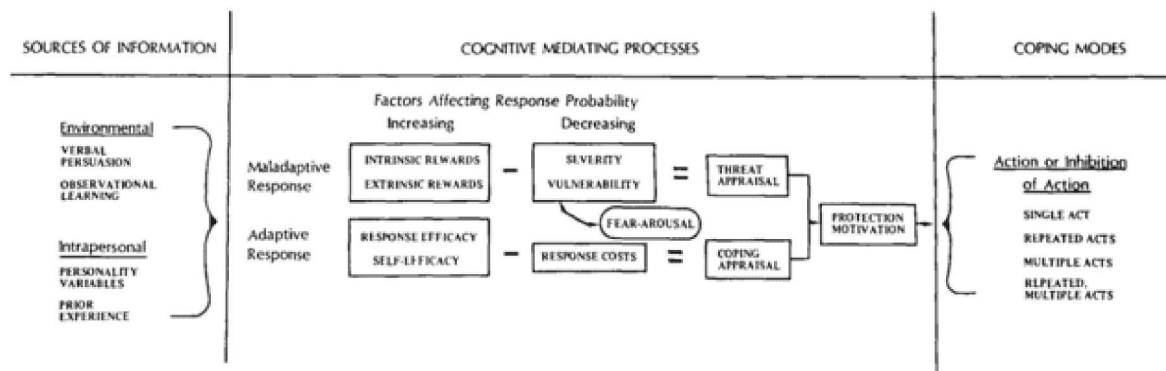 SOURCES OF INFORMATION
COGNITIVE MEDIATING PROCESSES
COPING MODES
Factors Affecting Response Probability
Increasing
Decreasing
Environmental
VERBAL
PERSUASION
OBSERVATIONAL
LEARNING
Intrapersonal
PERSONALITY
VARIABLES
PRIOR
EXPERIENCE
Maladaptive
Response
INTRINSIC REWARDS
EXTRINSIC REWARDS
–
SEVERITY
VULNERABILITY
=
THREAT
APPRAISAL
FEAR-AROUSAL
Adaptive
Response
RESPONSE EFFICACY
SELF-EFFICACY
–
RESPONSE COSTS
=
COPING
APPRAISAL
PROTECTION
MOTIVATION
Action or Inhibition
of Action
SINGLE ACT
REPEATED ACTS
MULTIPLE ACTS
REPEATED,
MULTIPLE ACTS